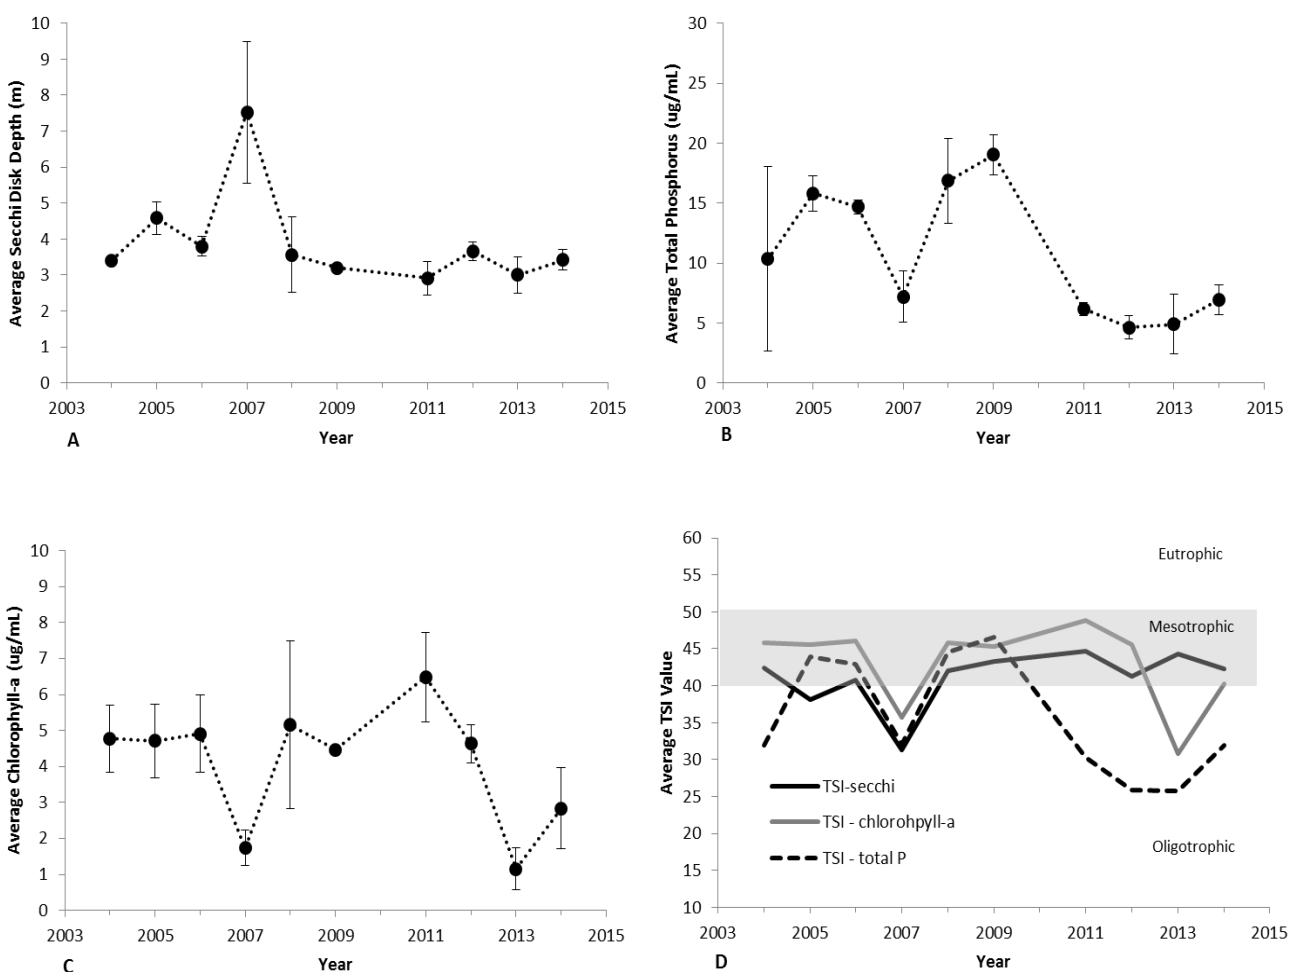 10
9
8
7
6
5
4
3
2
1
0
Average Secchi Disk Depth (m)
2003 2005 2007 2009 2011 2013 2015
Year
A
30
25
20
15
10
5
0
Average Total Phosphorus (ug/mL)
2003 2005 2007 2009 2011 2013 2015
Year
B
10
9
8
7
6
5
4
3
2
1
0
Average Chlorophyll-a (ug/mL)
2003 2005 2007 2009 2011 2013 2015
Year
C
60
55
50
45
40
35
30
25
20
15
10
Average TSI Value
Eutrophic
Mesotrophic
TSI-secchi
TSI - chlorohpyll-a
Oligotrophic
TSI - total P
2003 2005 2007 2009 2011 2013 2015
Year
D